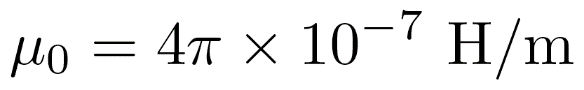 μ₀ = 4π × 10⁻⁷ H/m